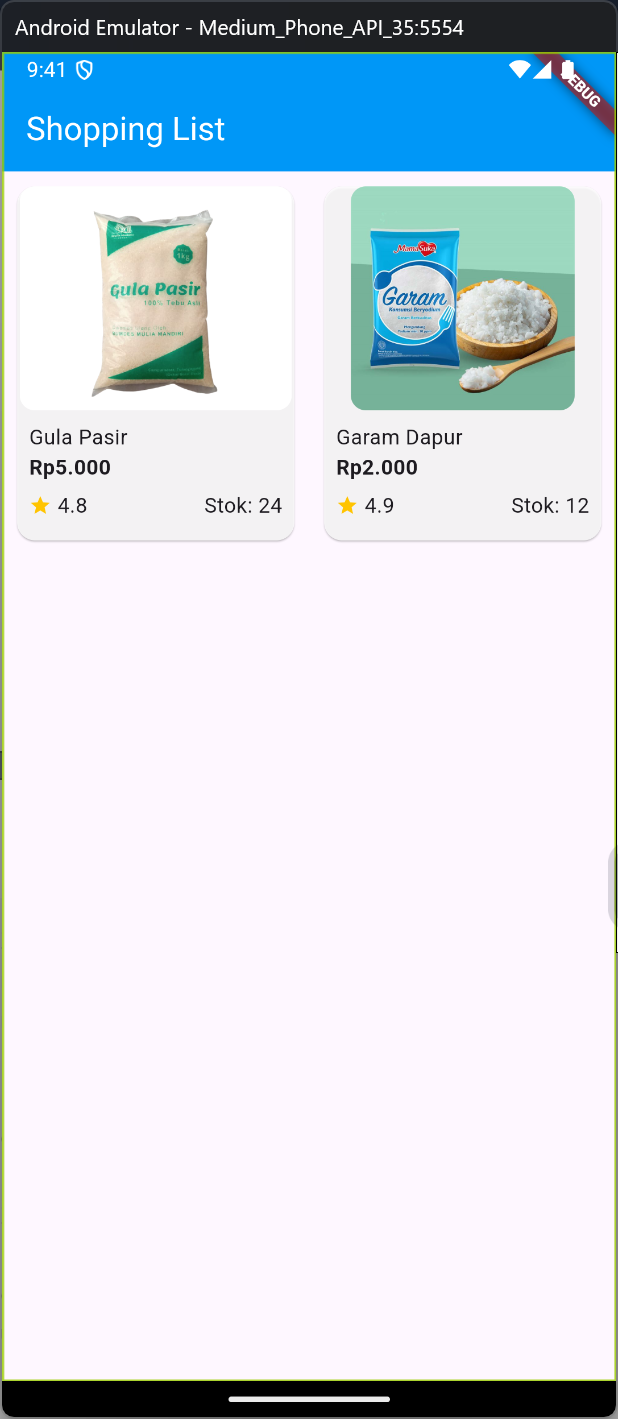 Android Emulator - Medium_Phone_API_35:5554
9:41
EBUG
Shopping List
Gula Pasir
100% Tebu Asli
1Kg
MamaSuka
Garam
Konsumsi Beryodium
Gula Pasir
Rp5.000
4.8
Stok: 24
Garam Dapur
Rp2.000
4.9
Stok: 12